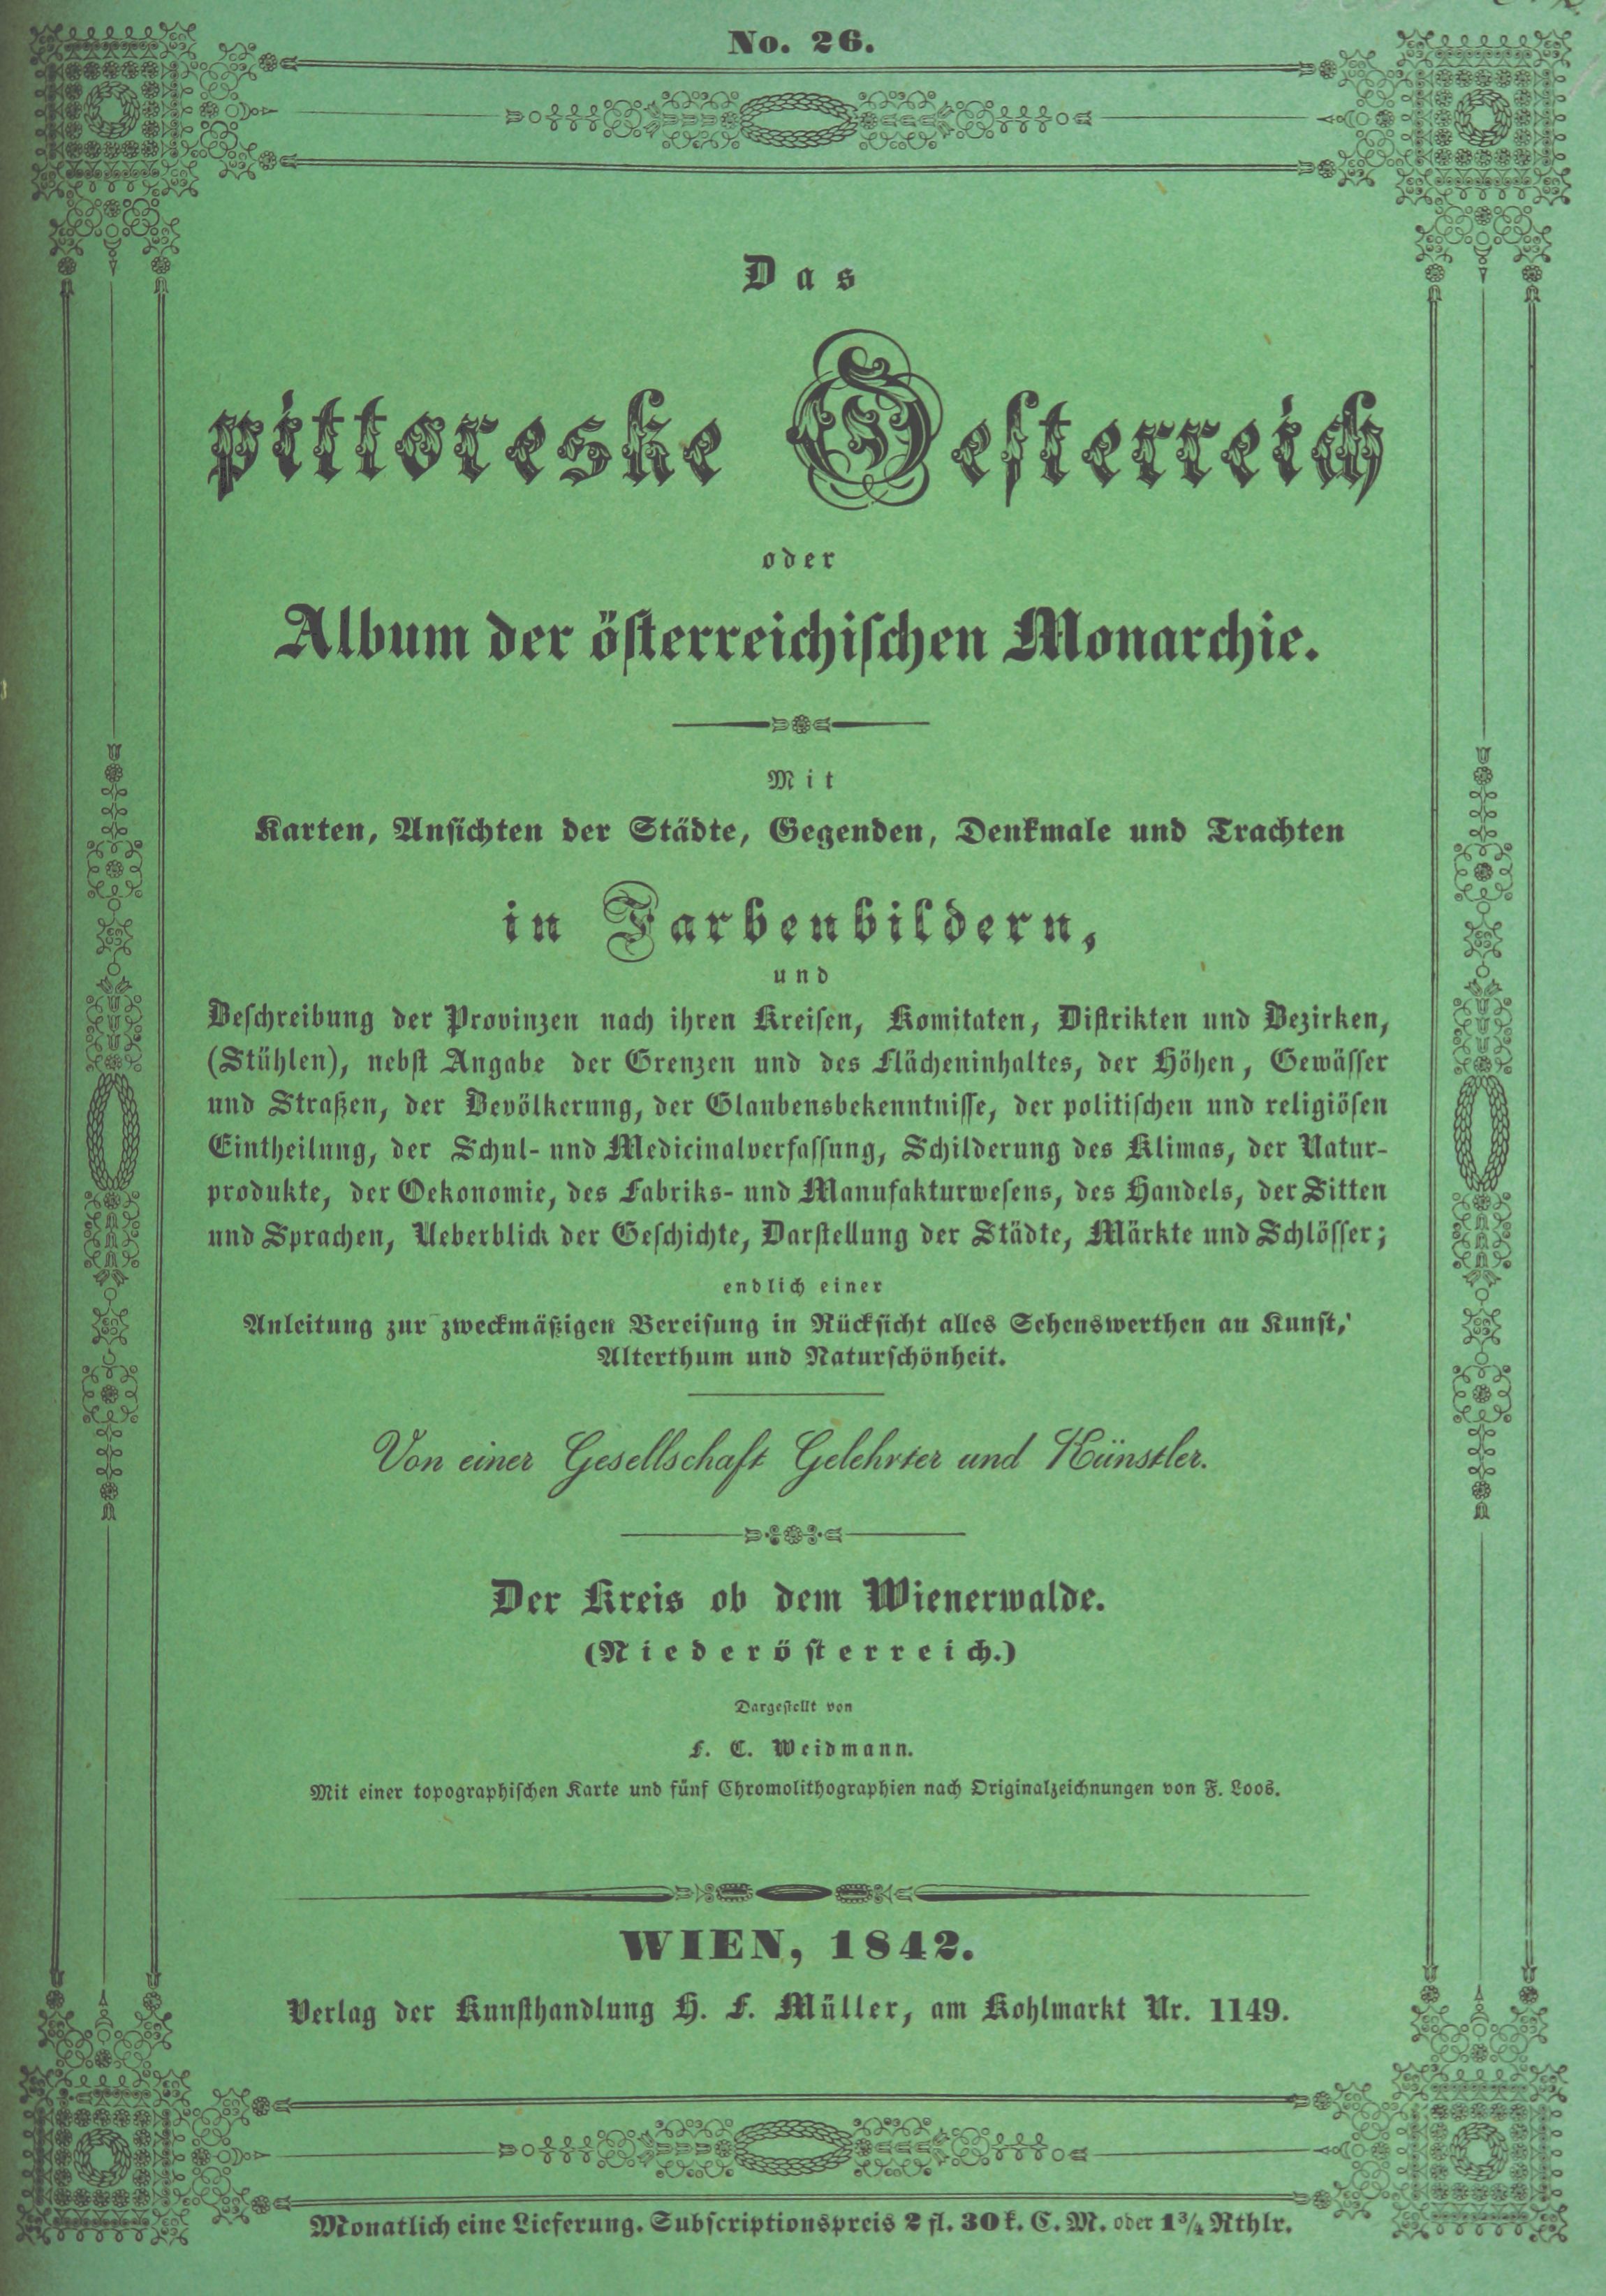 No. 26.
Das
pittoreske Oesterreich
oder
Album der österreichischen Monarchie.
Mit
Karten, Ansichten der Städte, Gegenden, Denkmale und Trachten
in Farbenbildern,
und
Beschreibung der Provinzen nach ihren Kreisen, Komitaten, Distrikten und Bezirken,
(Stühlen), nebst Angabe der Grenzen und des Flächeninhaltes, der Höhen, Gewässer
und Straßen, der Bevölkerung, der Glaubensbekenntnisse, der politischen und religiösen
Eintheilung, der Schul- und Medicinalverfassung, Schilderung des Klimas, der Natur-
produkte, der Oekonomie, des Fabriks- und Manufakturwesens, des Handels, der Sitten
und Sprachen, Ueberblick der Geschichte, Darstellung der Städte, Märkte und Schlösser;
endlich einer
Anleitung zur zweckmäßigen Bereisung in Rücksicht alles Sehenswerthen an Kunst,
Alterthum und Naturschönheit.
Von einer Gesellschaft Gelehrter und Künstler.
Der Kreis ob dem Wienerwalde.
(Niederösterreich.)
Dargestellt von
F. C. Weidmann.
Mit einer topographischen Karte und fünf Chromolithographien nach Originalzeichnungen von F. Loos.
WIEN, 1842.
Verlag der Kunsthandlung H. F. Müller, am Kohlmarkt Nr. 1149.
Monatlich eine Lieferung. Subscriptionspreis 2 fl. 30 k. C. M. oder 1¾ Rthlr.